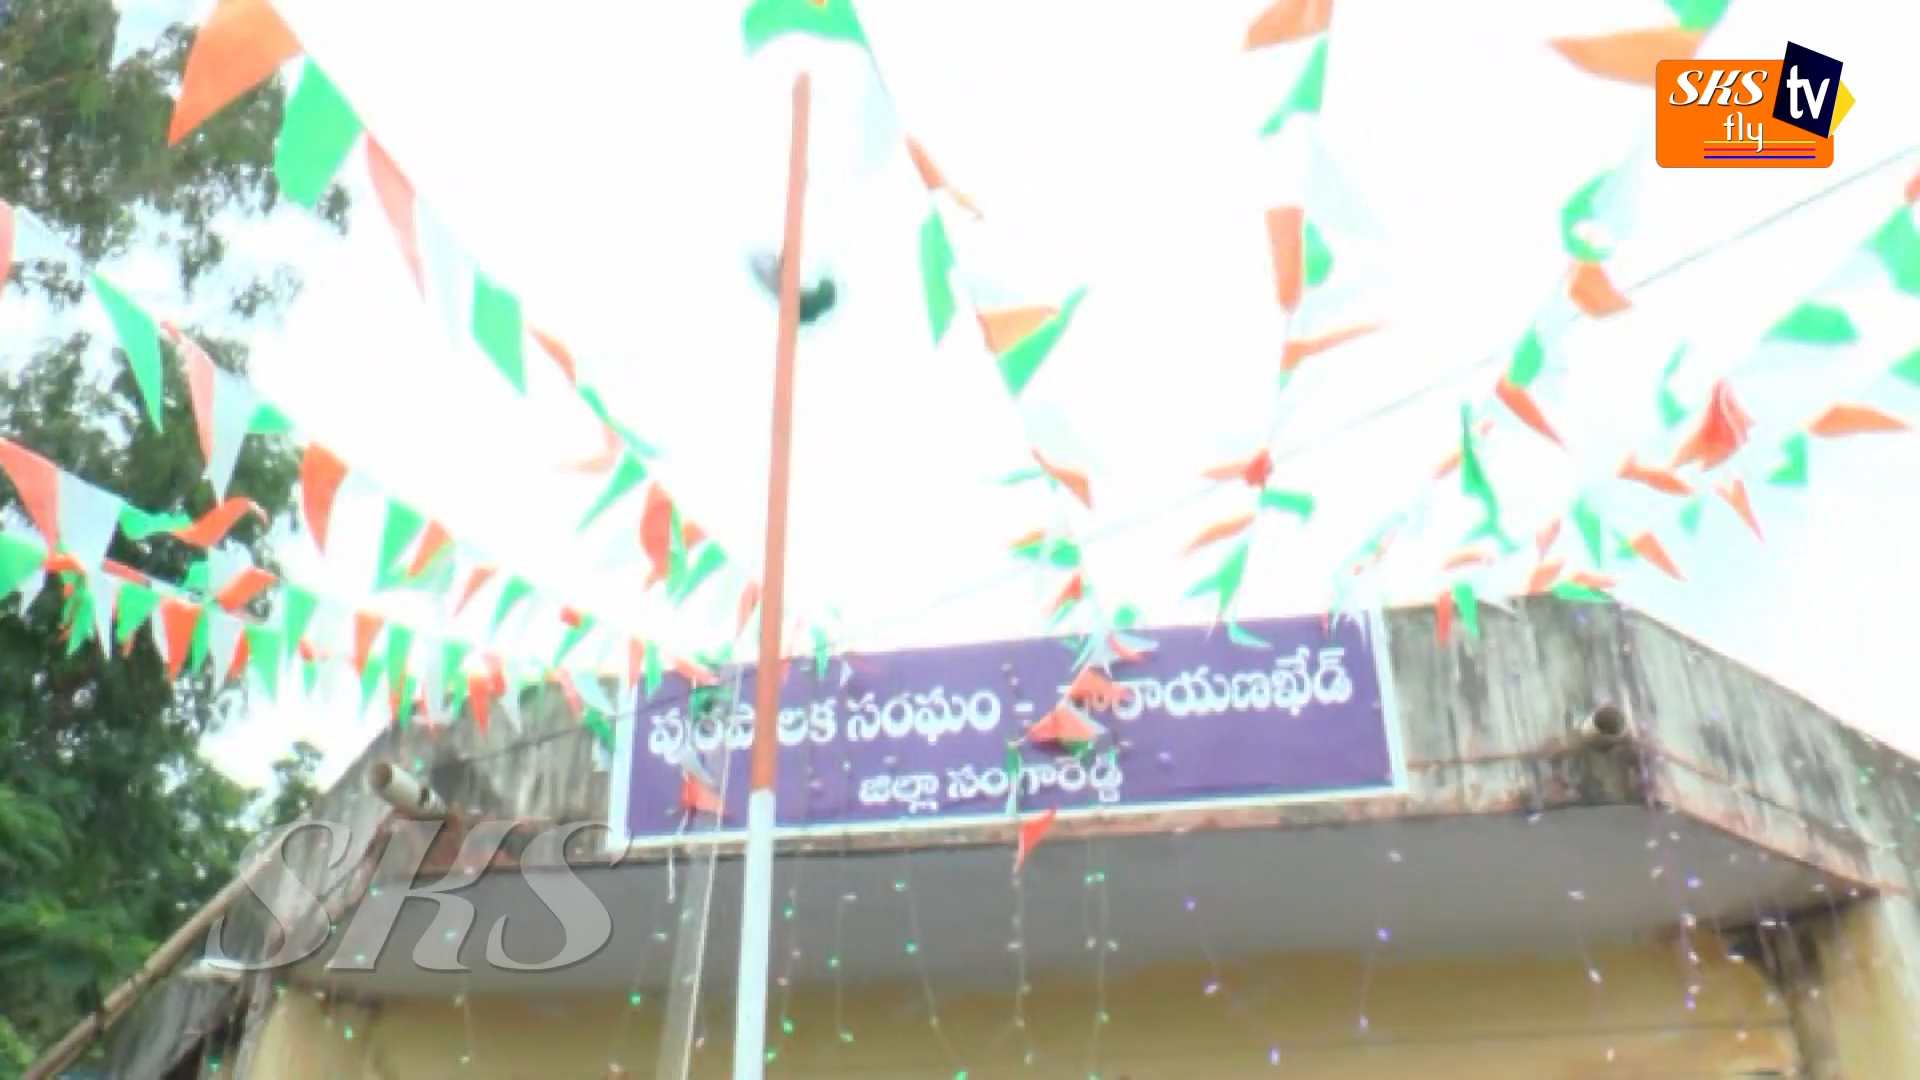 SKS tv
fly
పురపాలక సంఘం - నారాయణఖేడ్
జిల్లా సంగారెడ్డి
SKS